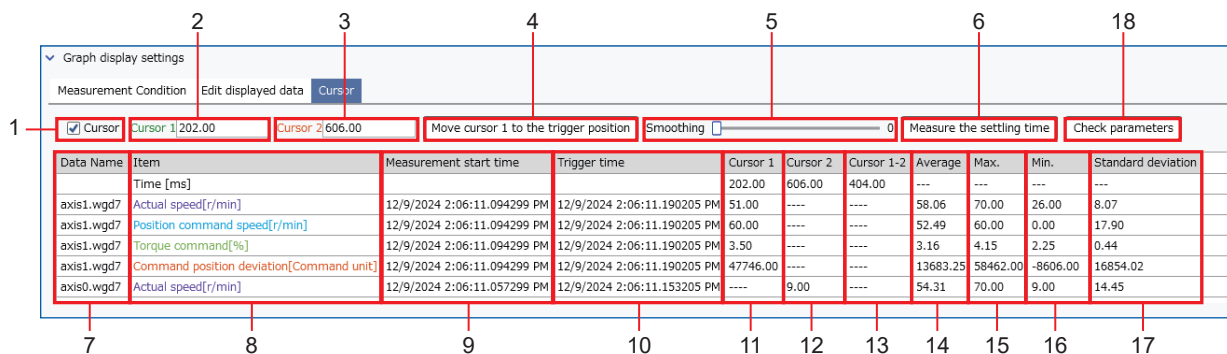 2 3 4 5 6 18
Graph display settings
Measurement Condition Edit displayed data Cursor
1 Cursor Cursor 1 202.00 Cursor 2 606.00 Move cursor 1 to the trigger position Smoothing 0 Measure the settling time Check parameters
Data Name Item Measurement start time Trigger time Cursor 1 Cursor 2 Cursor 1-2 Average Max. Min. Standard deviation
Time [ms] 202.00 606.00 404.00 --- --- --- ---
axis1.wgd7 Actual speed[r/min] 12/9/2024 2:06:11.094299 PM 12/9/2024 2:06:11.190205 PM 51.00 ---- ---- 58.06 70.00 26.00 8.07
axis1.wgd7 Position command speed[r/min] 12/9/2024 2:06:11.094299 PM 12/9/2024 2:06:11.190205 PM 60.00 ---- ---- 52.49 60.00 0.00 17.90
axis1.wgd7 Torque command[%] 12/9/2024 2:06:11.094299 PM 12/9/2024 2:06:11.190205 PM 3.50 ---- ---- 3.16 4.15 2.25 0.44
axis1.wgd7 Command position deviation[Command unit] 12/9/2024 2:06:11.094299 PM 12/9/2024 2:06:11.190205 PM 47746.00 ---- ---- 13683.25 58462.00 -8606.00 16854.02
axis0.wgd7 Actual speed[r/min] 12/9/2024 2:06:11.057299 PM 12/9/2024 2:06:11.153205 PM ---- 9.00 ---- 54.31 70.00 9.00 14.45
7 8 9 10 11 12 13 14 15 16 17